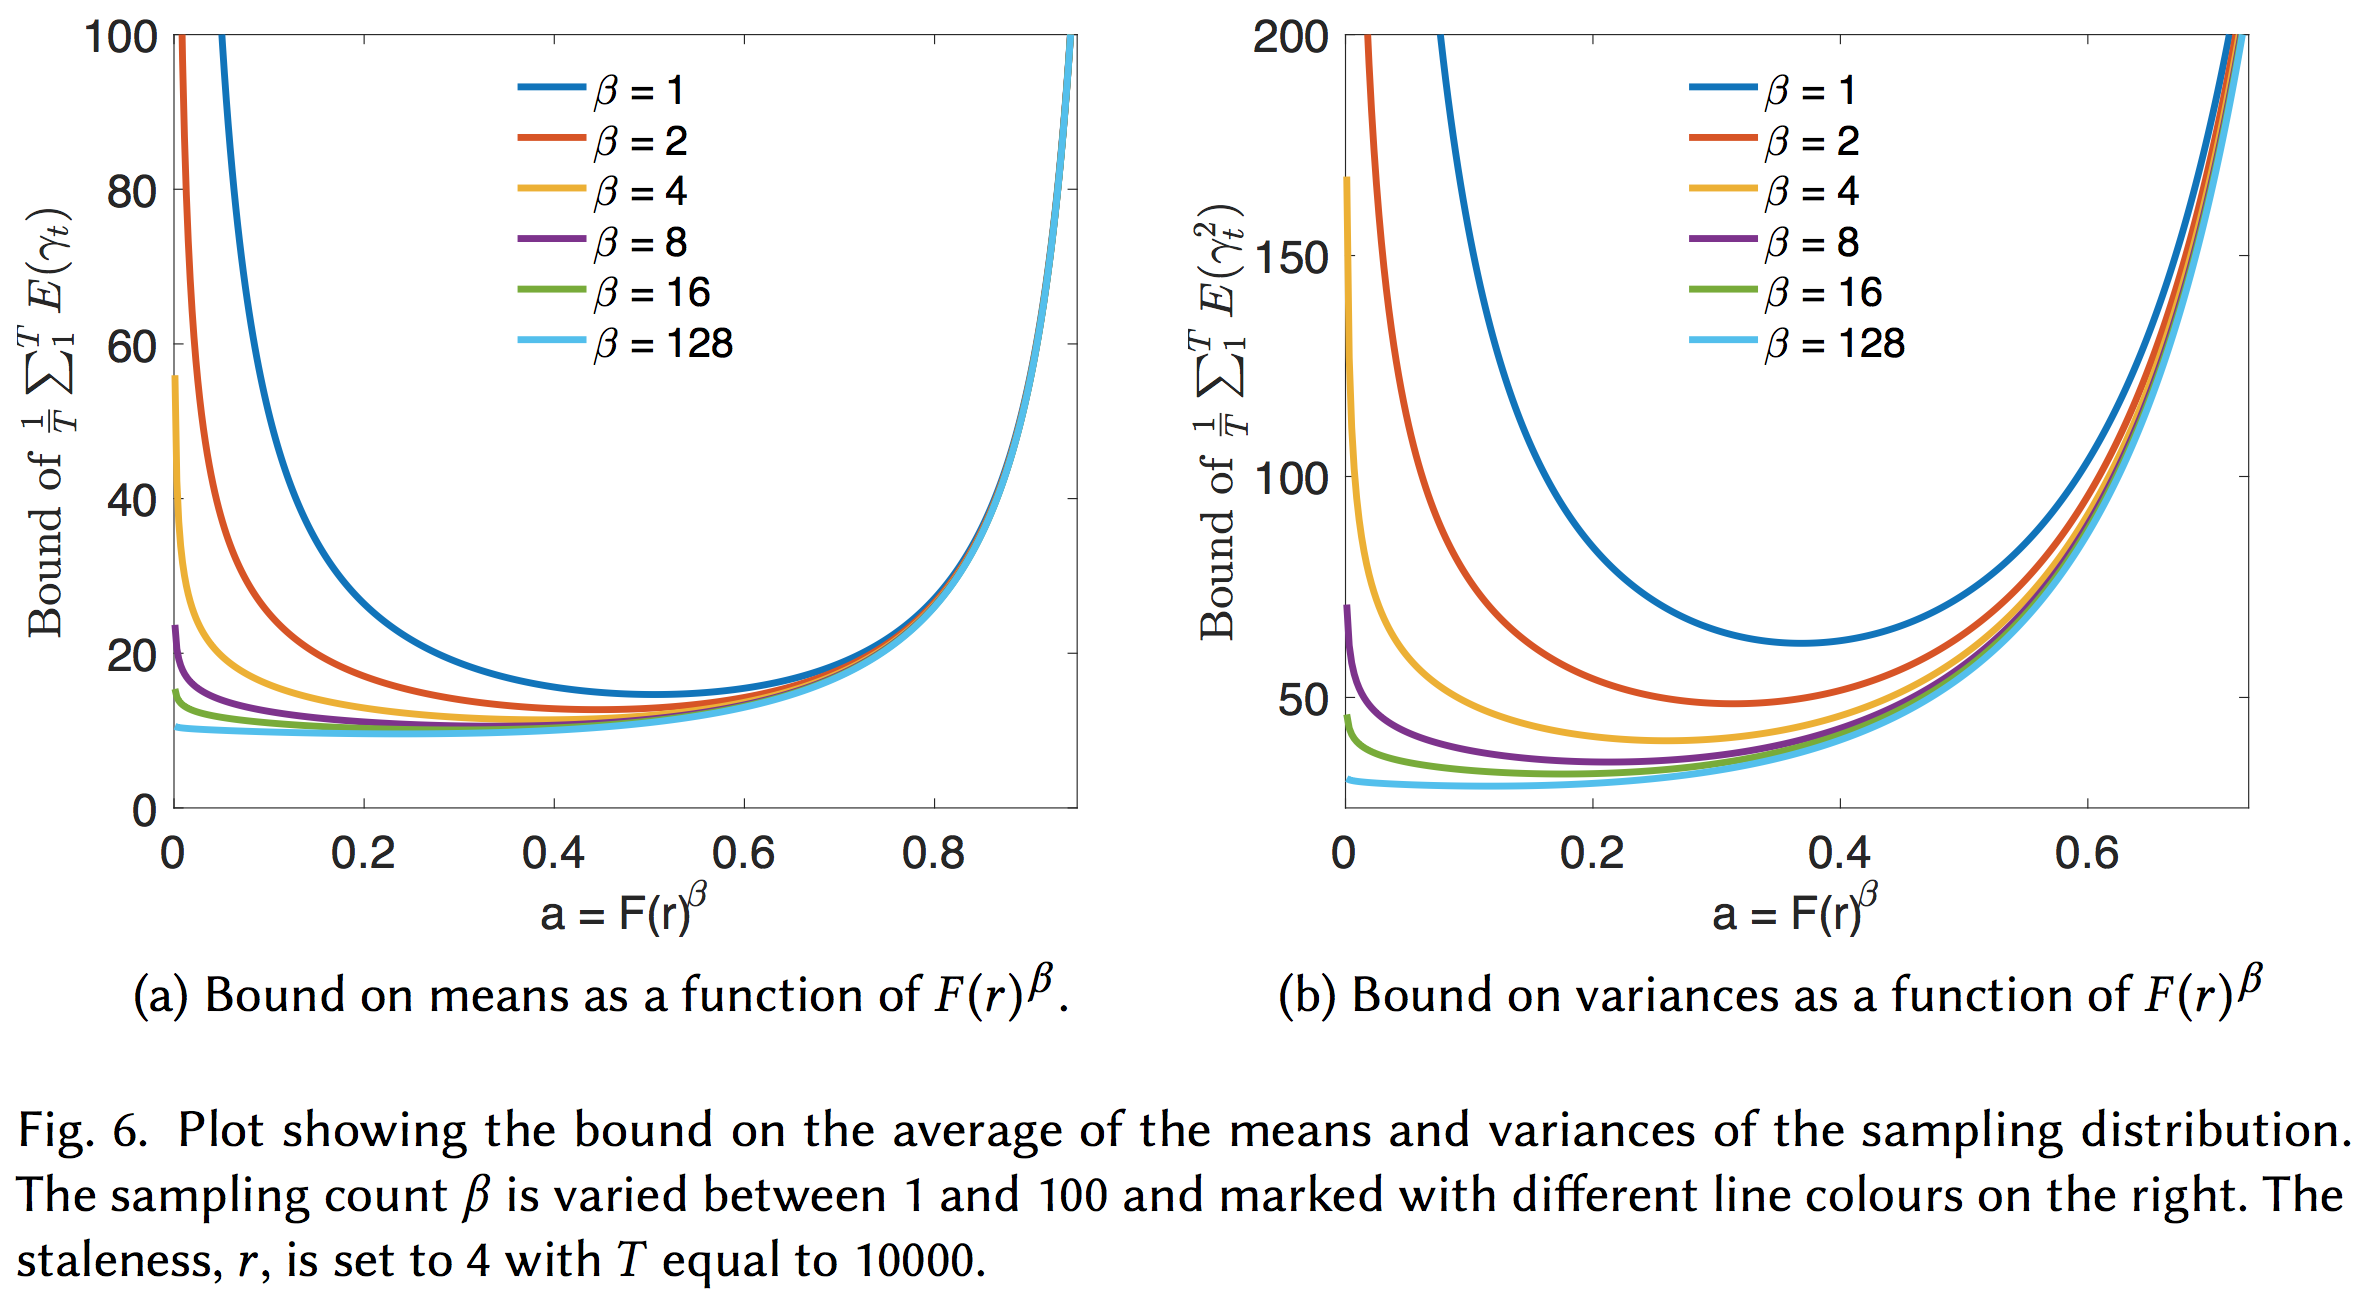 100
80
60
40
20
0
Bound of \frac{1}{T} \sum_1^T E(γ_t)
β = 1
β = 2
β = 4
β = 8
β = 16
β = 128
0 0.2 0.4 0.6 0.8
a = F(r)^β
(a) Bound on means as a function of F(r)^β.
200
150
100
50
Bound of \frac{1}{T} \sum_1^T E(γ_t^2)
β = 1
β = 2
β = 4
β = 8
β = 16
β = 128
0 0.2 0.4 0.6
a = F(r)^β
(b) Bound on variances as a function of F(r)^β
Fig. 6. Plot showing the bound on the average of the means and variances of the sampling distribution.
The sampling count β is varied between 1 and 100 and marked with different line colours on the right. The
staleness, r, is set to 4 with T equal to 10000.